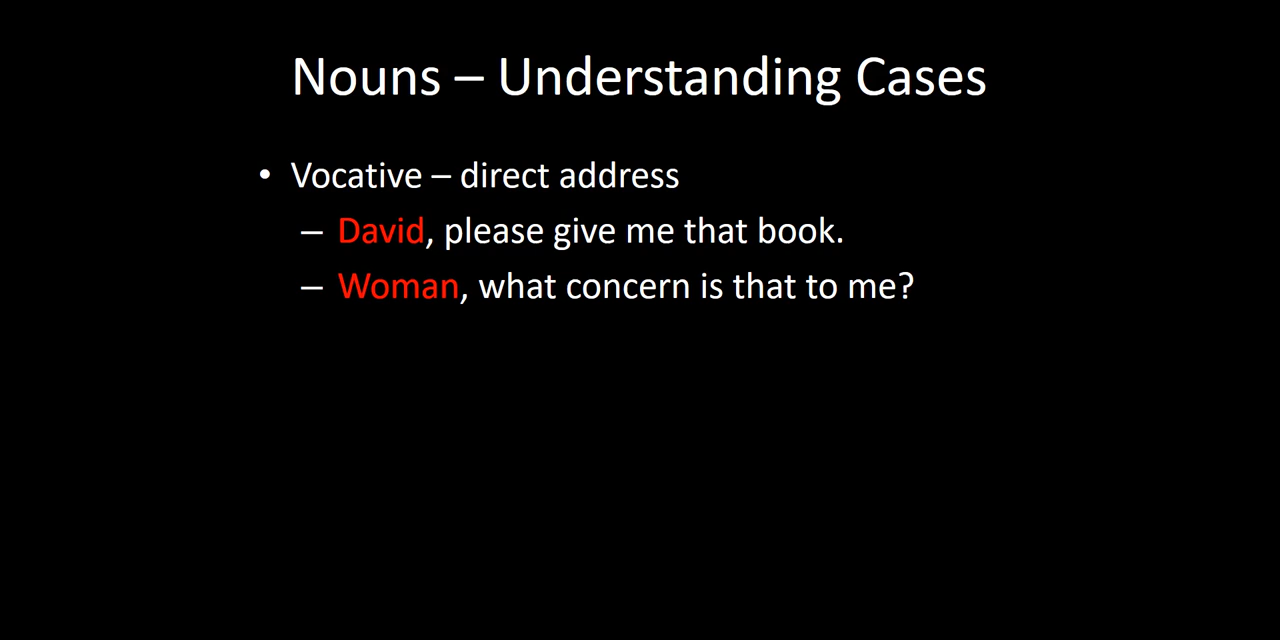 Nouns – Understanding Cases
• Vocative – direct address
– David, please give me that book.
– Woman, what concern is that to me?